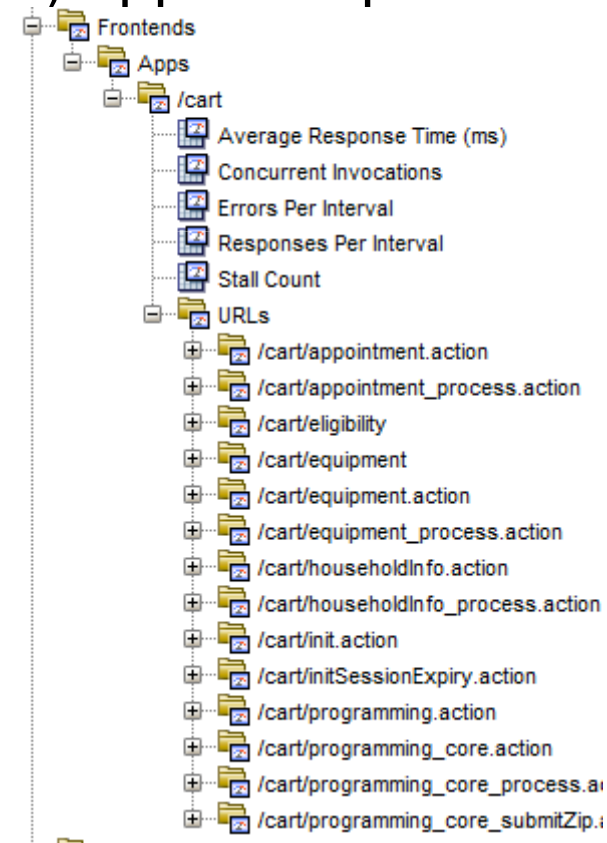 Frontends
Apps
/cart
Average Response Time (ms)
Concurrent Invocations
Errors Per Interval
Responses Per Interval
Stall Count
URLs
/cart/appointment.action
/cart/appointment_process.action
/cart/eligibility
/cart/equipment
/cart/equipment.action
/cart/equipment_process.action
/cart/householdInfo.action
/cart/householdInfo_process.action
/cart/init.action
/cart/initSessionExpiry.action
/cart/programming.action
/cart/programming_core.action
/cart/programming_core_process.a
/cart/programming_core_submitZip.